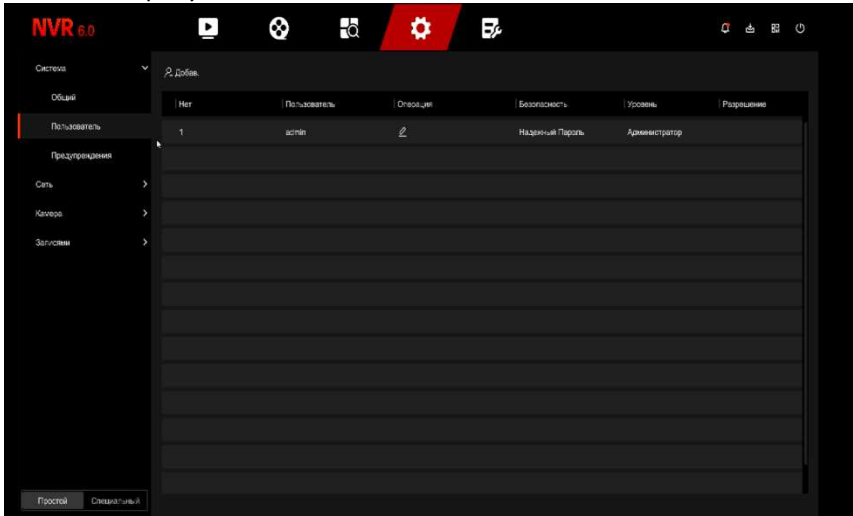 NVR 6.0
Система
Добав.
Общий
Нет Пользователь Операция Безопасность Уровень Разрешение
Пользователь
1 admin Надежный Пароль Администратор
Предупреждения
Сеть
Камера
Записями
Простой Специальный